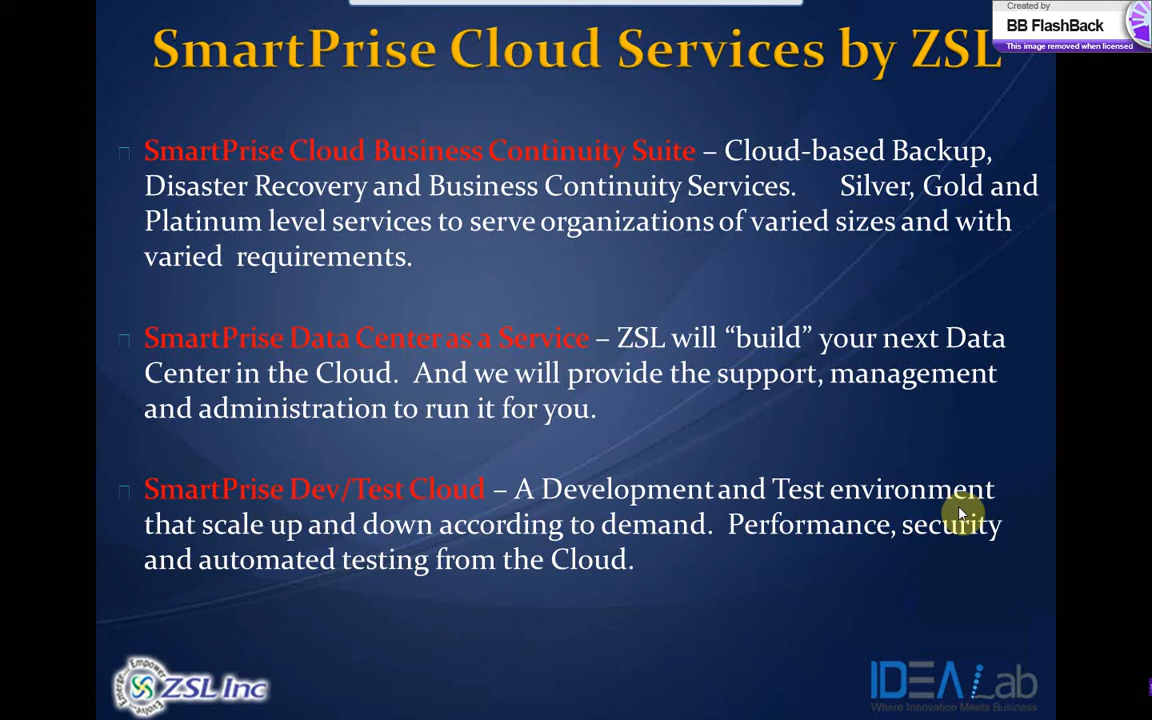 Created by
BB FlashBack
This image removed when licensed
SmartPrise Cloud Services by ZSL
SmartPrise Cloud Business Continuity Suite – Cloud-based Backup,
Disaster Recovery and Business Continuity Services. Silver, Gold and
Platinum level services to serve organizations of varied sizes and with
varied requirements.
SmartPrise Data Center as a Service – ZSL will “build” your next Data
Center in the Cloud. And we will provide the support, management
and administration to run it for you.
SmartPrise Dev/Test Cloud – A Development and Test environment
that scale up and down according to demand. Performance, security
and automated testing from the Cloud.
Emerge... Empower Evolve...
ZSL Inc
IDEA Lab
Where Innovation Meets Business